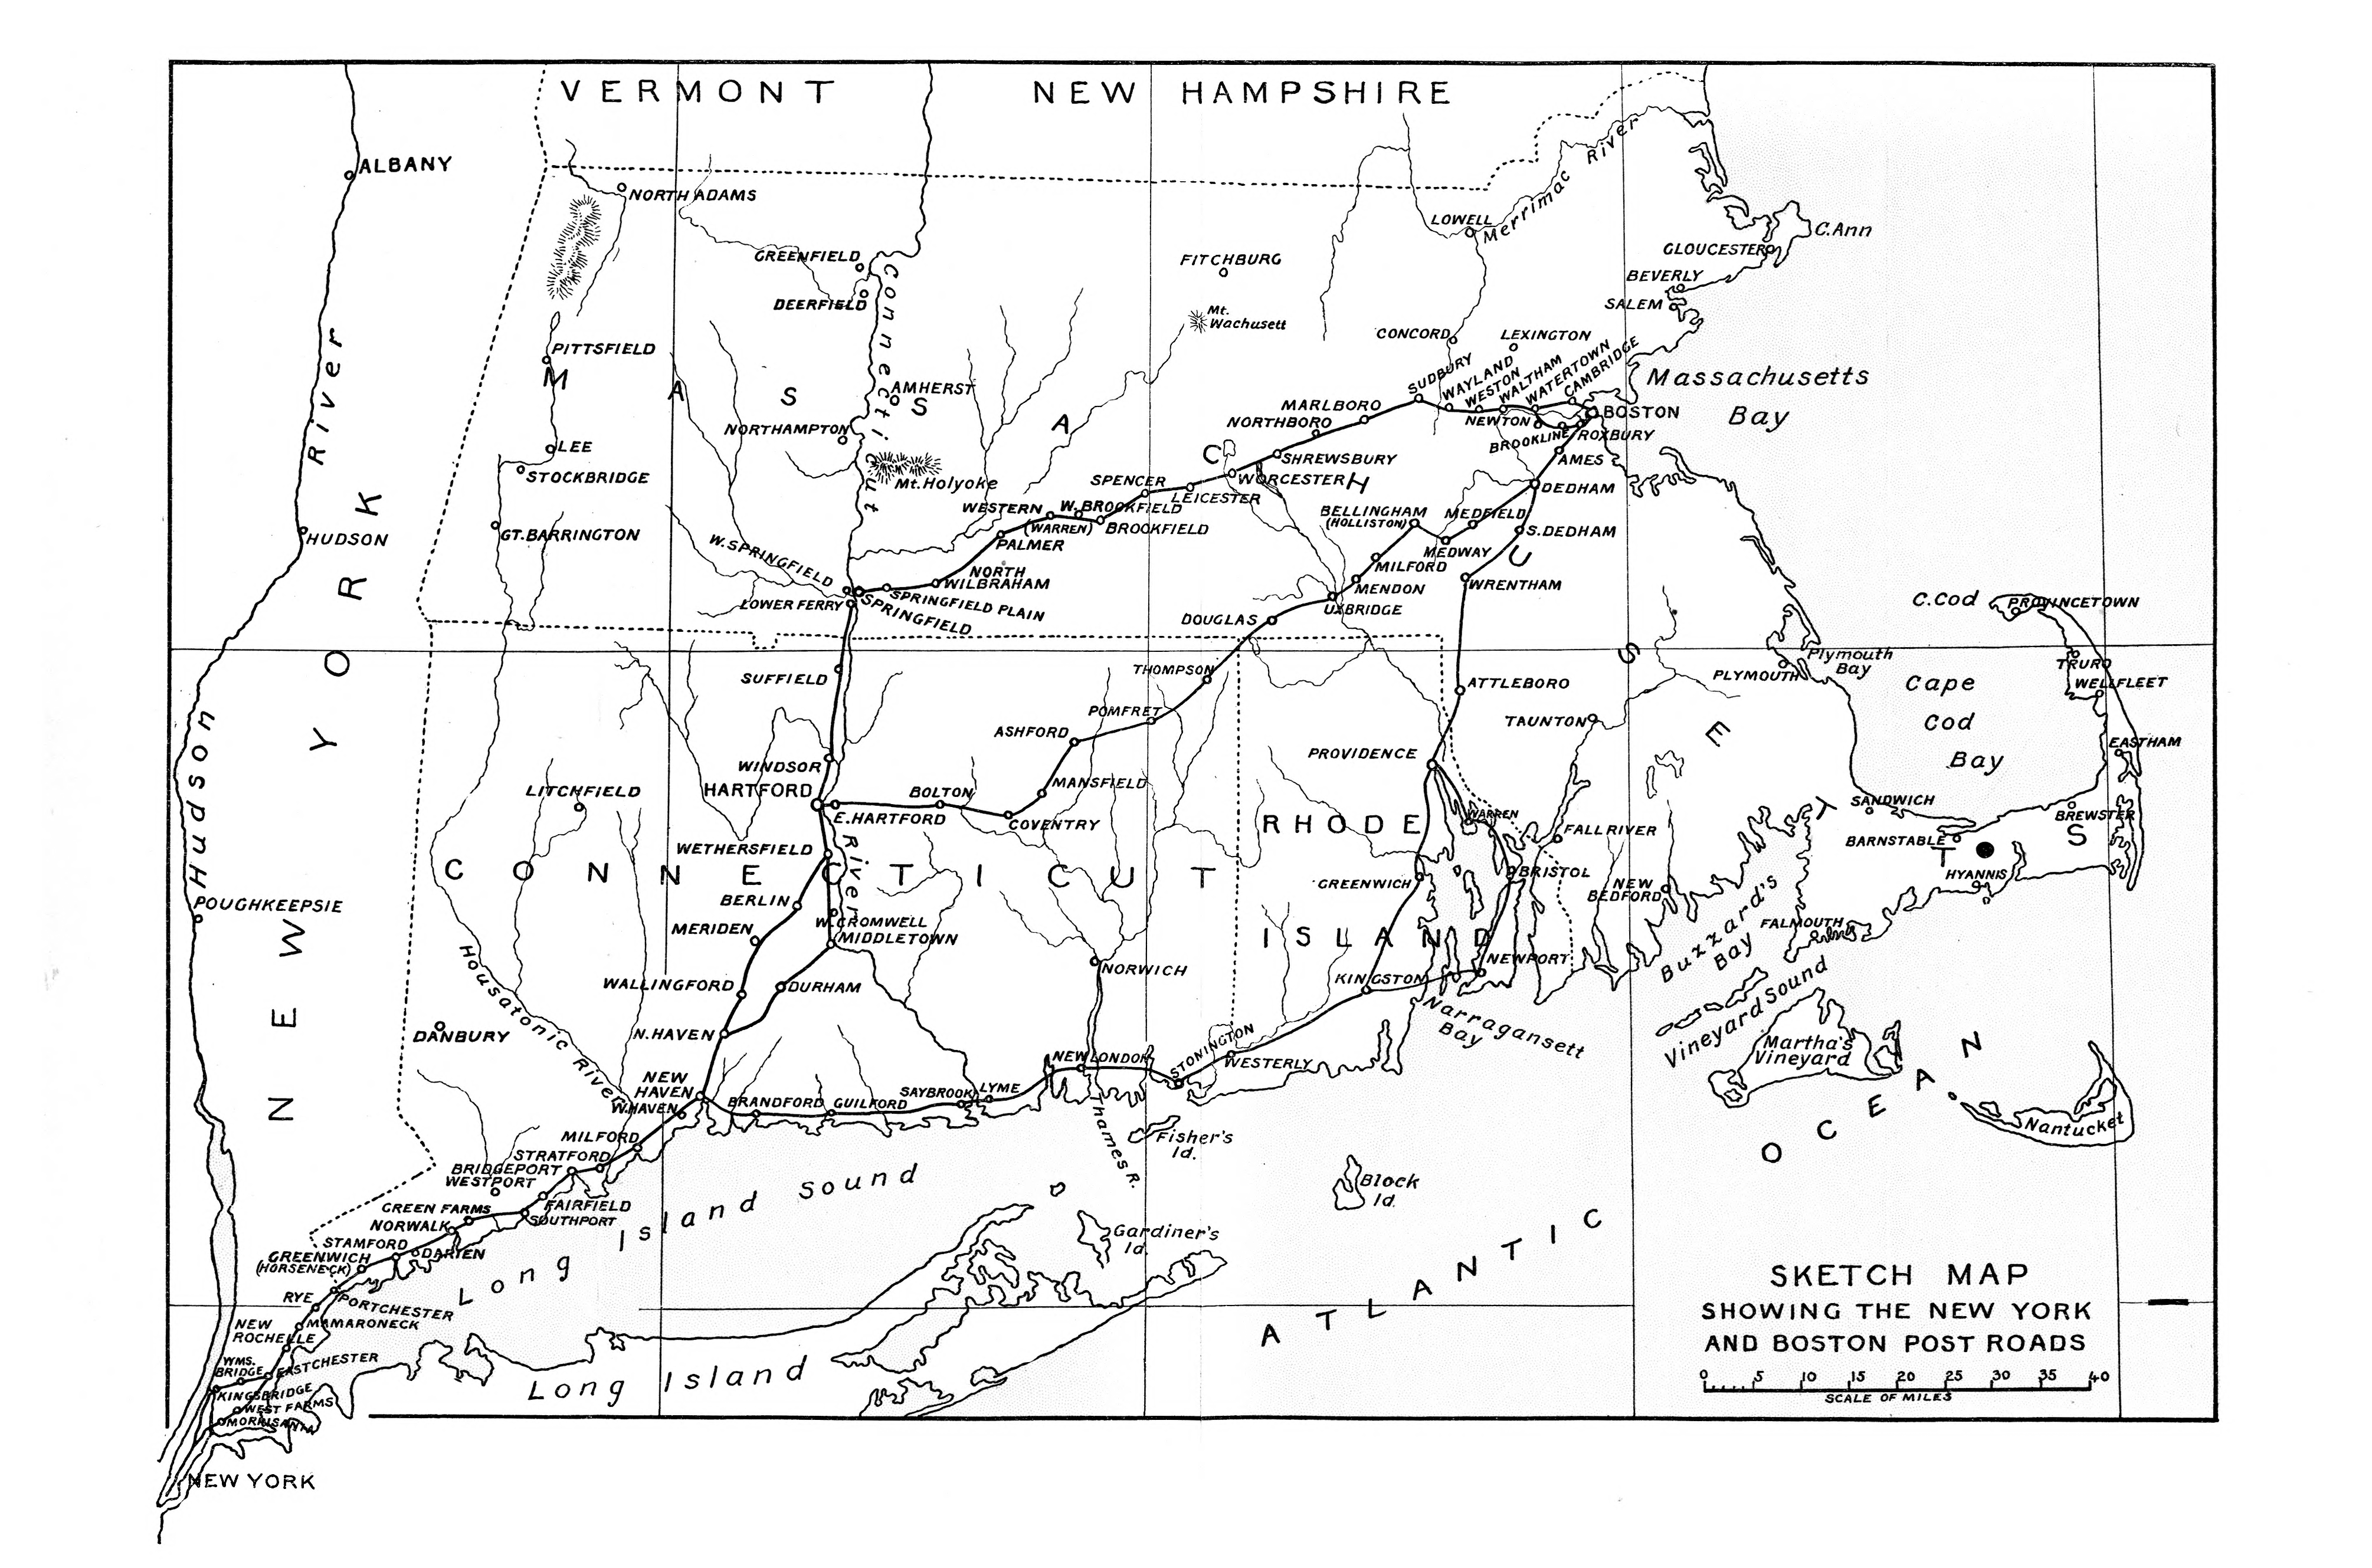 VERMONT
NEW HAMPSHIRE
ALBANY
NORTH ADAMS
Merrimac River
LOWELL
C.Ann
GLOUCESTER
GREENFIELD
FITCHBURG
BEVERLY
DEERFIELD
SALEM
Mt.
Wachusett
Hudson River
Connecticut River
CONCORD
LEXINGTON
PITTSFIELD
MASSACHUSETTS
AMHERST
SUDBURY
WAYLAND
WESTON
WALTHAM
WATERTOWN
CAMBRIDGE
Massachusetts
Bay
MARLBORO
NORTHBORO
NEWTON
BOSTON
NORTHAMPTON
BROOKLINE
ROXBURY
LEE
STOCKBRIDGE
Mt.Holyoke
SHREWSBURY
AMES
SPENCER
WORCESTER
LEICESTER
DEDHAM
WESTERN
(WARREN)
W.BROOKFIELD
BROOKFIELD
BELLINGHAM
(HOLLISTON)
MEDFIELD
HUDSON
GT.BARRINGTON
PALMER
S.DEDHAM
MEDWAY
W.SPRINGFIELD
NORTH
WILBRAHAM
MILFORD
MENDON
WRENTHAM
LOWER FERRY
SPRINGFIELD PLAIN
SPRINGFIELD
DOUGLAS
UXBRIDGE
C.Cod
PROVINCETOWN
NEW YORK
SUFFIELD
THOMPSON
ATTLEBORO
PLYMOUTH
Plymouth
Bay
TRURO
WELLFLEET
Cape
Cod
Bay
POMFRET
ASHFORD
TAUNTON
EASTHAM
WINDSOR
PROVIDENCE
LITCHFIELD
HARTFORD
BOLTON
MANSFIELD
SANDWICH
E.HARTFORD
COVENTRY
RHODE
WARREN
FALL RIVER
BARNSTABLE
BREWSTER
WETHERSFIELD
CONNECTICUT
GREENWICH
BRISTOL
NEW
BEDFORD
HYANNIS
POUGHKEEPSIE
BERLIN
W.CROMWELL
MERIDEN
MIDDLETOWN
ISLAND
Buzzard's
Bay
FALMOUTH
NORWICH
NEWPORT
KINGSTON
WALLINGFORD
DURHAM
Housatonic River
Narragansett
Bay
Vineyard Sound
DANBURY
N.HAVEN
STONINGTON
WESTERLY
NEW LONDON
Martha's
Vineyard
NEW
HAVEN
W.HAVEN
BRANDFORD
GUILFORD
SAYBROOK
LYME
Thames R.
Nantucket
MILFORD
STRATFORD
BRIDGEPORT
WESTPORT
Fisher's
Id.
Block
Id.
FAIRFIELD
SOUTHPORT
GREEN FARMS
NORWALK
Long Island Sound
STAMFORD
DARIEN
GREENWICH
(HORSENECK)
Gardiner's
Id.
ATLANTIC OCEAN
RYE
PORTCHESTER
MAMARONECK
NEW
ROCHELLE
WMS.
BRIDGE
EASTCHESTER
KINGSBRIDGE
WEST FARMS
MORRISANIA
Long Island
NEW YORK
SKETCH MAP
SHOWING THE NEW YORK
AND BOSTON POST ROADS
0 5 10 15 20 25 30 35 40
SCALE OF MILES